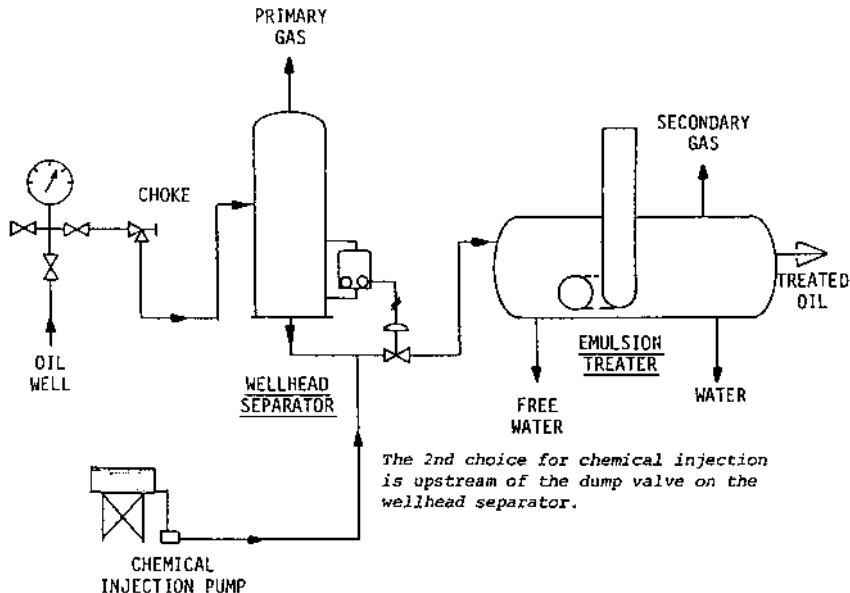 PRIMARY
GAS
SECONDARY
GAS
CHOKE
TREATED
OIL
OIL
WELL
WELLHEAD
SEPARATOR
EMULSION
TREATER
FREE
WATER
WATER
The 2nd choice for chemical injection
is upstream of the dump valve on the
wellhead separator.
CHEMICAL
INJECTION PUMP